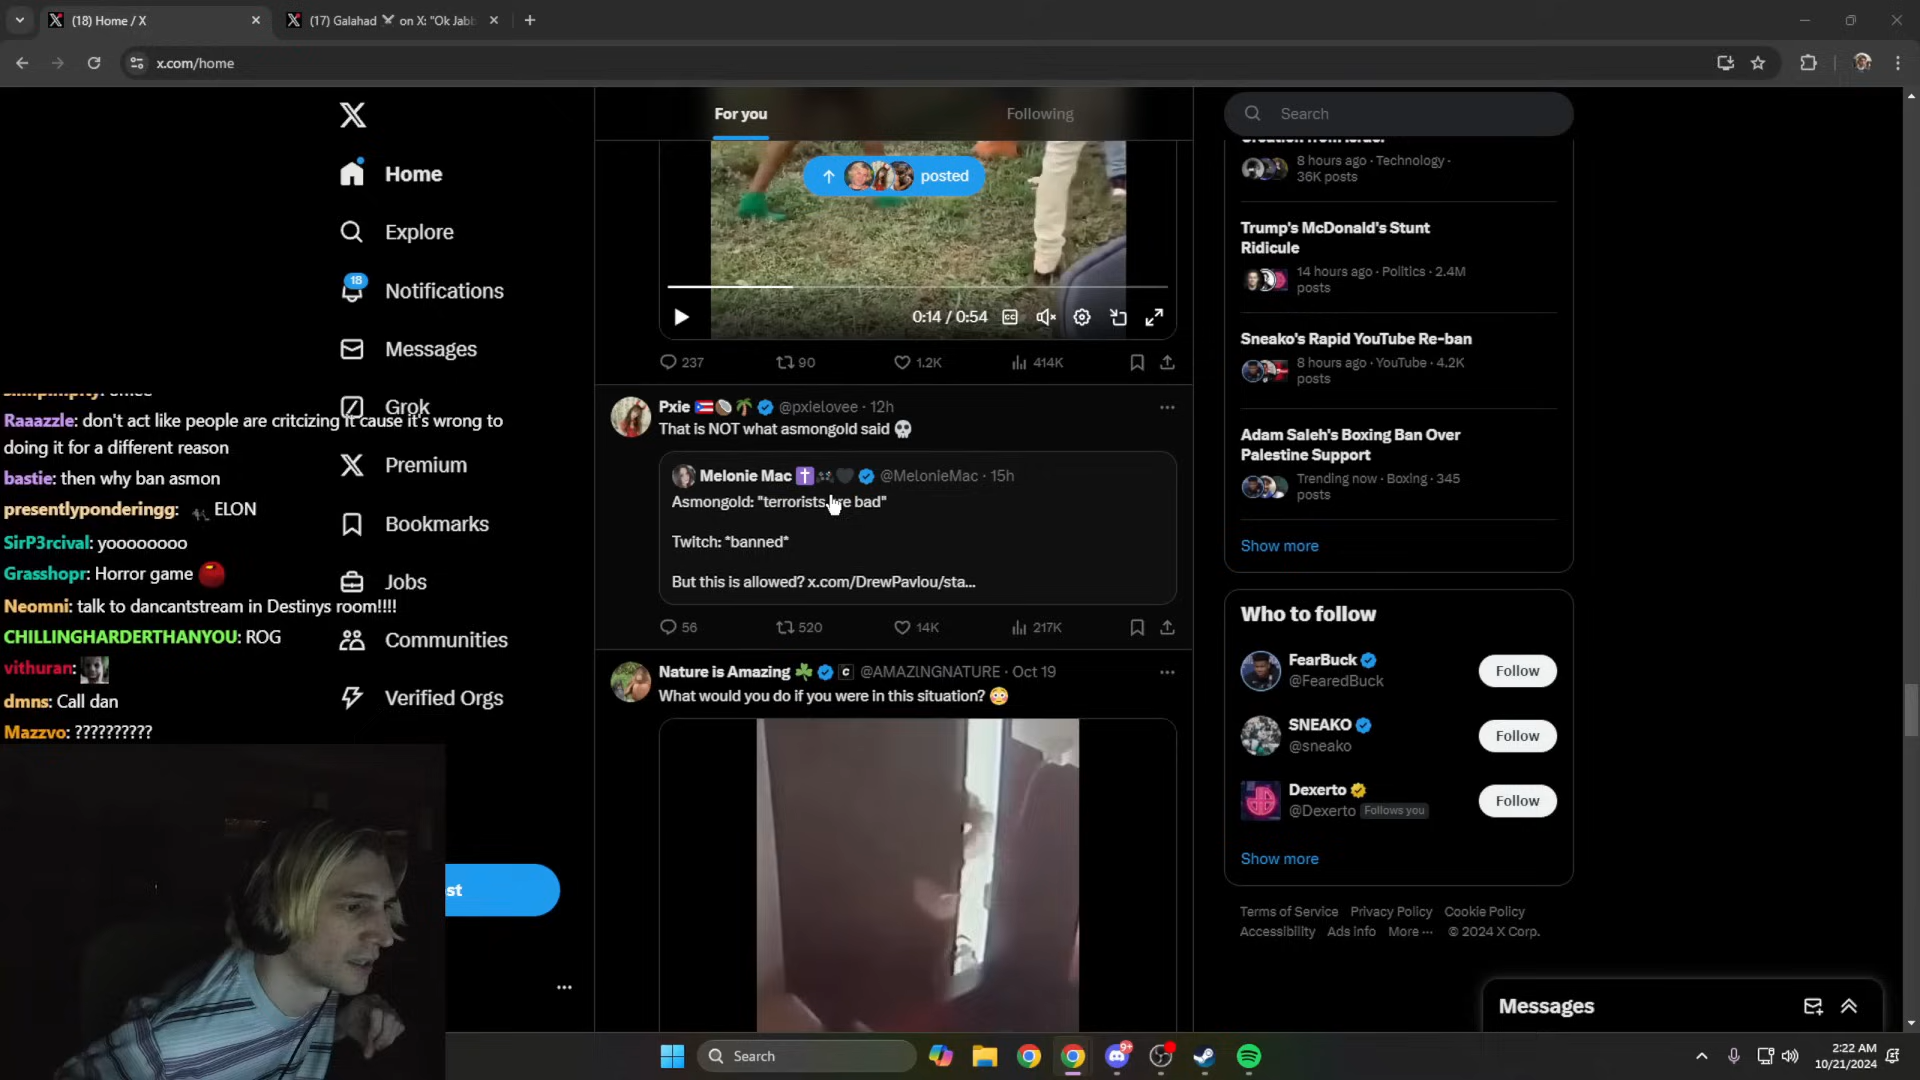 (18) Home / X
(17) Galahad ⚔ on X: "Ok Jabb
x.com/home
Home
Explore
18
Notifications
Messages
Grok
Premium
Bookmarks
Jobs
Communities
Verified Orgs
st
Raaazzle: don't act like people are critcizing it cause it's wrong to
doing it for a different reason
bastie: then why ban asmon
presentlyponderingg: ELON
SirP3rcival: yoooooooo
Grasshopr: Horror game
Neomni: talk to dancantstream in Destinys room!!!!
CHILLINGHARDERTHANYOU: ROG
vithuran:
dmns: Call dan
Mazzvo: ??????????
For you
Following
posted
0:14 / 0:54
237 90 1.2K 414K
Pxie 🇵🇷🥥🌴 @pxielovee · 12h
That is NOT what asmongold said 💀
Melonie Mac ✝️ @MelonieMac · 15h
Asmongold: "terrorists are bad"
Twitch: *banned*
But this is allowed? x.com/DrewPavlou/sta...
56 520 14K 217K
Nature is Amazing ☘️ @AMAZlNGNATURE · Oct 19
What would you do if you were in this situation? 😳
Search
8 hours ago · Technology ·
36K posts
Trump's McDonald's Stunt
Ridicule
14 hours ago · Politics · 2.4M
posts
Sneako's Rapid YouTube Re-ban
8 hours ago · YouTube · 4.2K
posts
Adam Saleh's Boxing Ban Over
Palestine Support
Trending now · Boxing · 345
posts
Show more
Who to follow
FearBuck
@FearedBuck
Follow
SNEAKO
@sneako
Follow
Dexerto
@Dexerto Follows you
Follow
Show more
Terms of Service Privacy Policy Cookie Policy
Accessibility Ads info More ··· © 2024 X Corp.
Messages
Search
9+
2:22 AM
10/21/2024